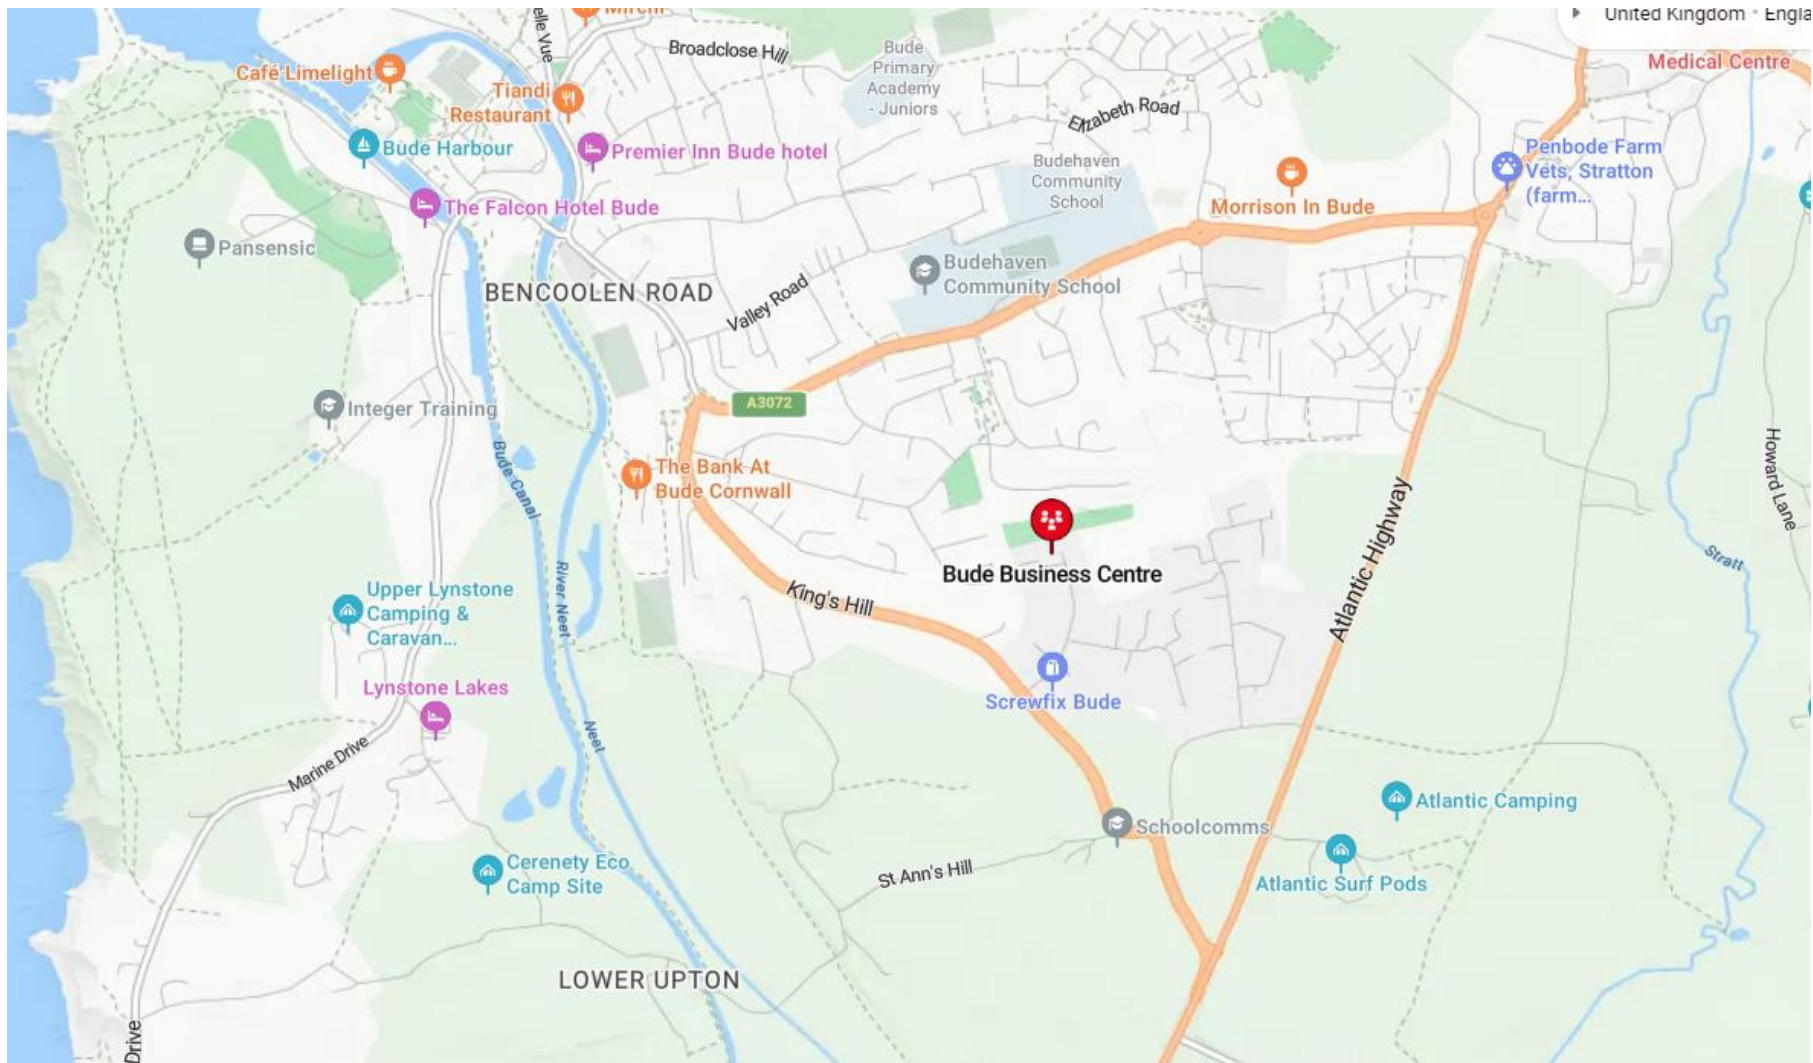 Mirchi
elle Vue
Broadclose Hill
Bude
Primary
Academy
- Juniors
United Kingdom • Engla
Medical Centre
Café Limelight
Tiandi
Restaurant
Elizabeth Road
Bude Harbour
Premier Inn Bude hotel
Budehaven
Community
School
Penbode Farm
Vets, Stratton
(farm...
The Falcon Hotel Bude
Morrison In Bude
Pansensic
Budehaven
Community School
BENCOOLEN ROAD
Valley Road
A3072
Integer Training
Bude Canal
The Bank At
Bude Cornwall
Howard Lane
Atlantic Highway
Stratt
Bude Business Centre
River Neet
King's Hill
Upper Lynstone
Camping &
Caravan...
Lynstone Lakes
Screwfix Bude
Neet
Marine Drive
Atlantic Camping
Schoolcomms
Cerenety Eco
Camp Site
St Ann's Hill
Atlantic Surf Pods
LOWER UPTON
Drive